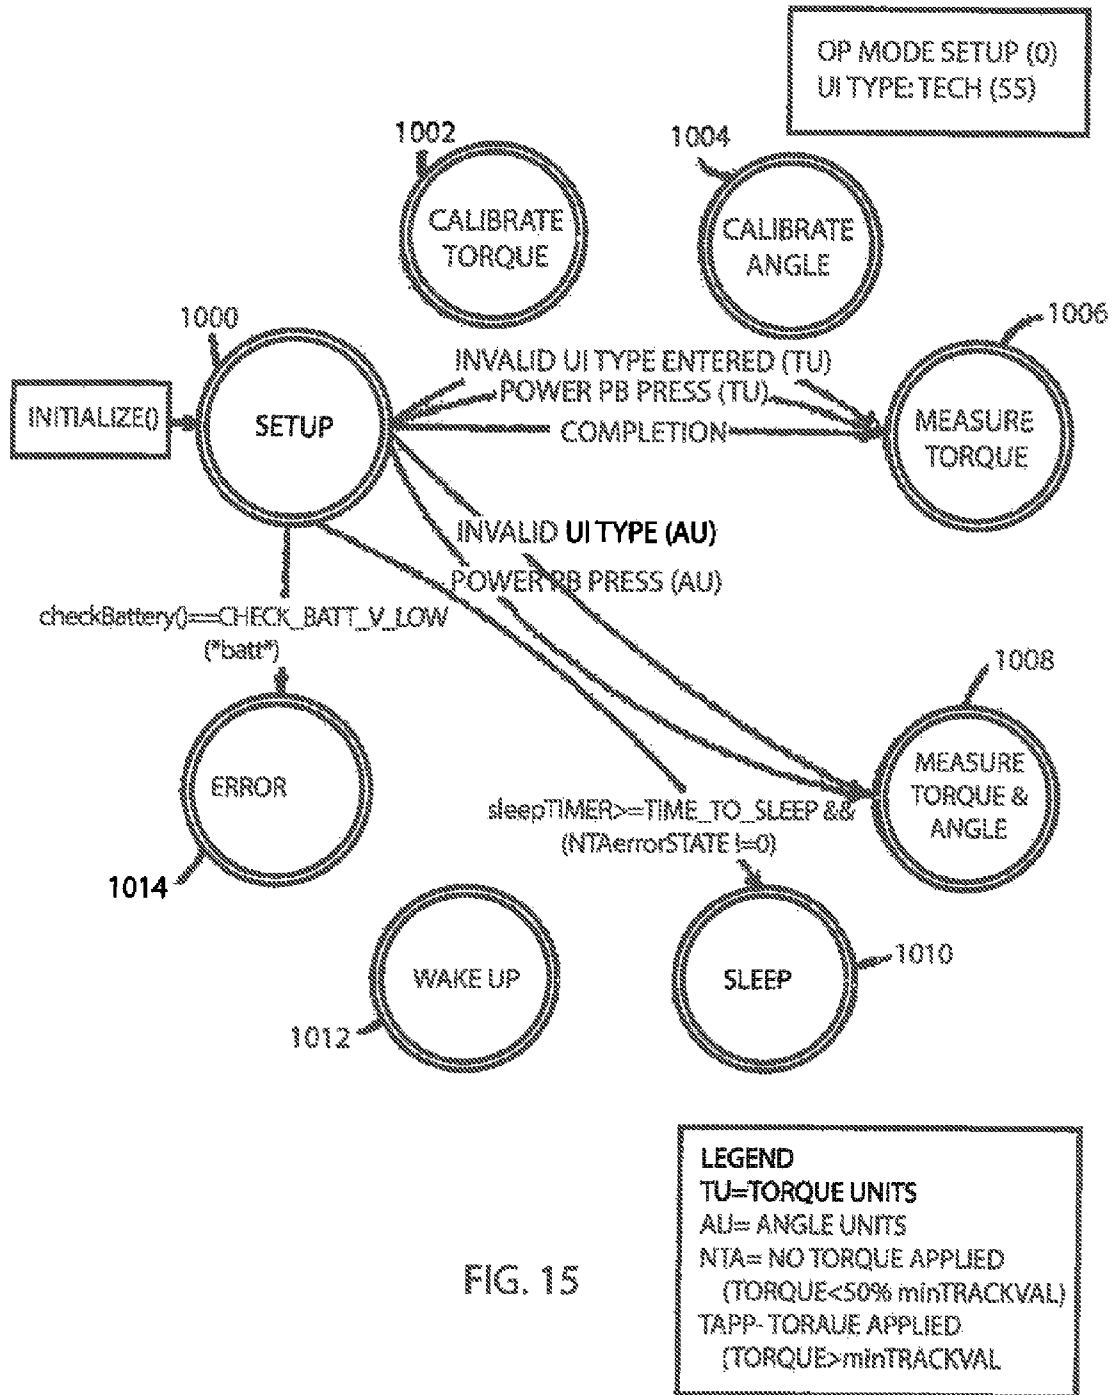 OP MODE SETUP (0)
UI TYPE: TECH (55)
1002
1004
CALIBRATE
TORQUE
CALIBRATE
ANGLE
1000
1006
INITIALIZE()
SETUP
INVALID UI TYPE ENTERED (TU)
POWER PB PRESS (TU)
COMPLETION
MEASURE
TORQUE
INVALID UI TYPE (AU)
POWER PB PRESS (AU)
checkBattery()==CHECK_BATT_V_LOW
(*batt*)
1008
ERROR
MEASURE
TORQUE &
ANGLE
sleepTIMER>=TIME_TO_SLEEP &&
(NTAerrorSTATE !=0)
1014
WAKE UP
SLEEP
1010
1012
LEGEND
TU=TORQUE UNITS
AU= ANGLE UNITS
NTA= NO TORQUE APPLIED
(TORQUE<50% minTRACKVAL)
TAPP- TORAUE APPLIED
(TORQUE>minTRACKVAL
FIG. 15